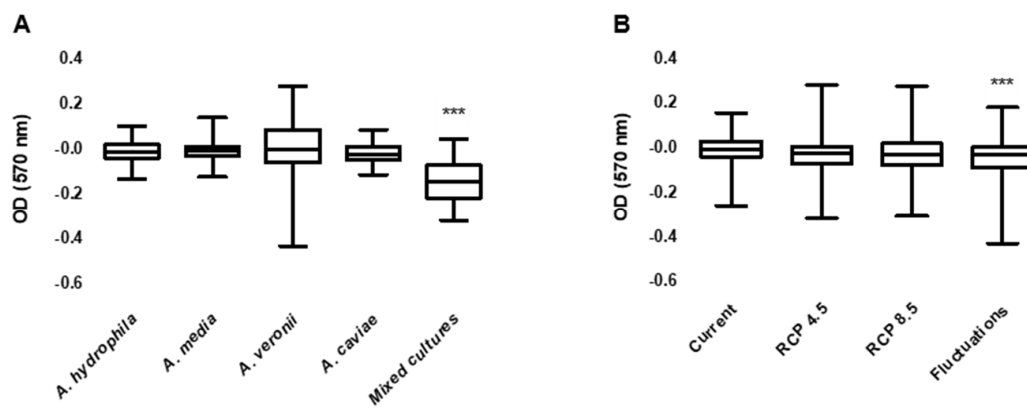 A
OD (570 nm)
0.4
0.2
-0.0
-0.2
-0.4
-0.6
***
A. hydrophila
A. media
A. veronii
A. caviae
Mixed cultures
B
OD (570 nm)
0.4
0.2
-0.0
-0.2
-0.4
-0.6
***
Current
RCP 4.5
RCP 8.5
Fluctuations